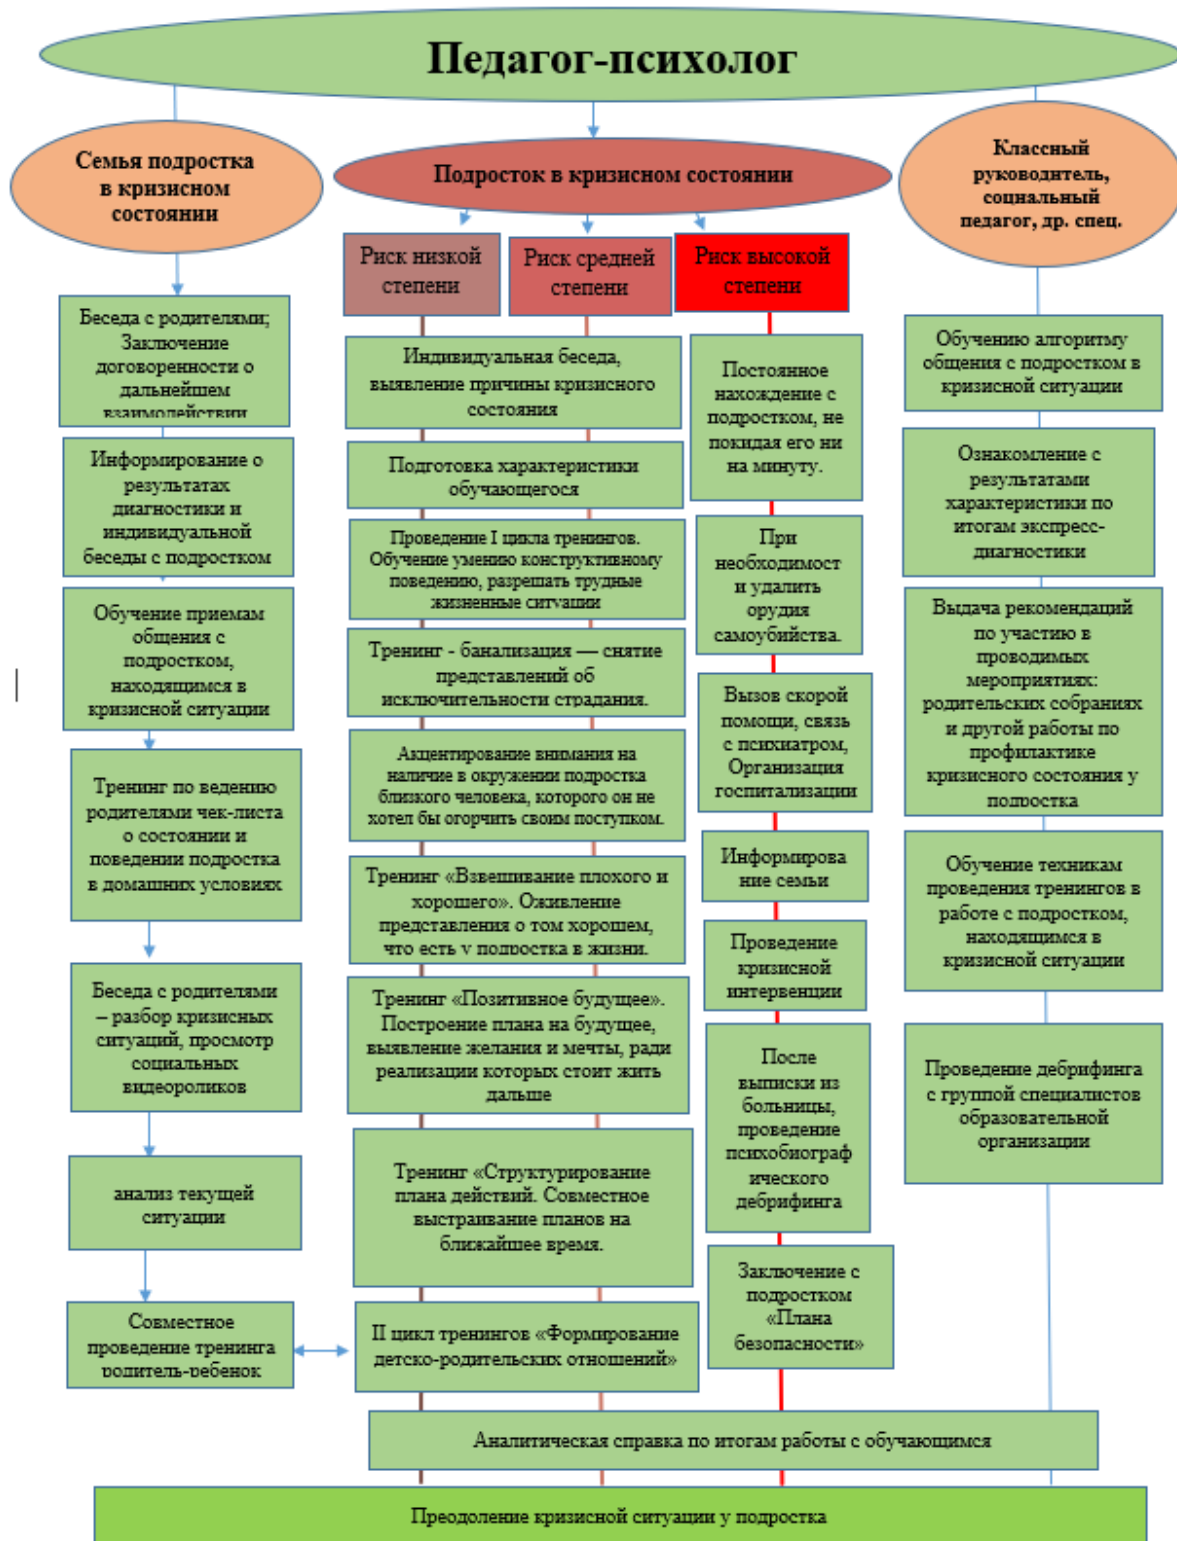 Педагог-психолог
Семья подростка
в кризисном
состоянии
Подросток в кризисном состоянии
Классный
руководитель,
социальный
педагог, др. спец.
Риск низкой
степени
Риск средней
степени
Риск высокой
степени
Беседа с родителями;
Заключение
договоренности о
дальнейшем
взаимодействии
Информирование о
результатах
диагностики и
индивидуальной
беседы с подростком
Обучение приемам
общения с
подростком,
находящимся в
кризисной ситуации
Тренинг по ведению
родителями чек-листа
о состоянии и
поведении подростка
в домашних условиях
Беседа с родителями
– разбор кризисных
ситуаций, просмотр
социальных
видеороликов
анализ текущей
ситуации
Совместное
проведение тренинга
родитель-ребенок
Индивидуальная беседа,
выявление причины кризисного
состояния
Подготовка характеристики
обучающегося
Проведение I цикла тренингов.
Обучение умению конструктивному
поведению, разрешать трудные
жизненные ситуации
Тренинг - банализация — снятие
представлений об
исключительности страдания.
Акцентирование внимания на
наличие в окружении подростка
близкого человека, которого он не
хотел бы огорчить своим поступком.
Тренинг «Взвешивание плохого и
хорошего». Оживление
представления о том хорошем,
что есть у подростка в жизни.
Тренинг «Позитивное будущее».
Построение плана на будущее,
выявление желания и мечты, ради
реализации которых стоит жить
дальше
Тренинг «Структурирование
плана действий. Совместное
выстраивание планов на
ближайшее время.
II цикл тренингов «Формирование
детско-родительских отношений»
Постоянное
нахождение с
подростком, не
покидая его ни
на минуту.
При
необходимост
и удалить
орудия
самоубийства.
Вызов скорой
помощи, связь
с психиатром,
Организация
госпитализации
Информирова
ние семьи
Проведение
кризисной
интервенции
После
выписки из
больницы,
проведение
психобиограф
ического
дебрифинга
Заключение с
подростком
«Плана
безопасности»
Обучению алгоритму
общения с подростком в
кризисной ситуации
Ознакомление с
результатами
характеристики по
итогам экспресс-
диагностики
Выдача рекомендаций
по участию в
проводимых
мероприятиях:
родительских собраниях
и другой работы по
профилактике
кризисного состояния у
подростка
Обучение техникам
проведения тренингов в
работе с подростком,
находящимся в
кризисной ситуации
Проведение дебрифинга
с группой специалистов
образовательной
организации
Аналитическая справка по итогам работы с обучающимся
Преодоление кризисной ситуации у подростка